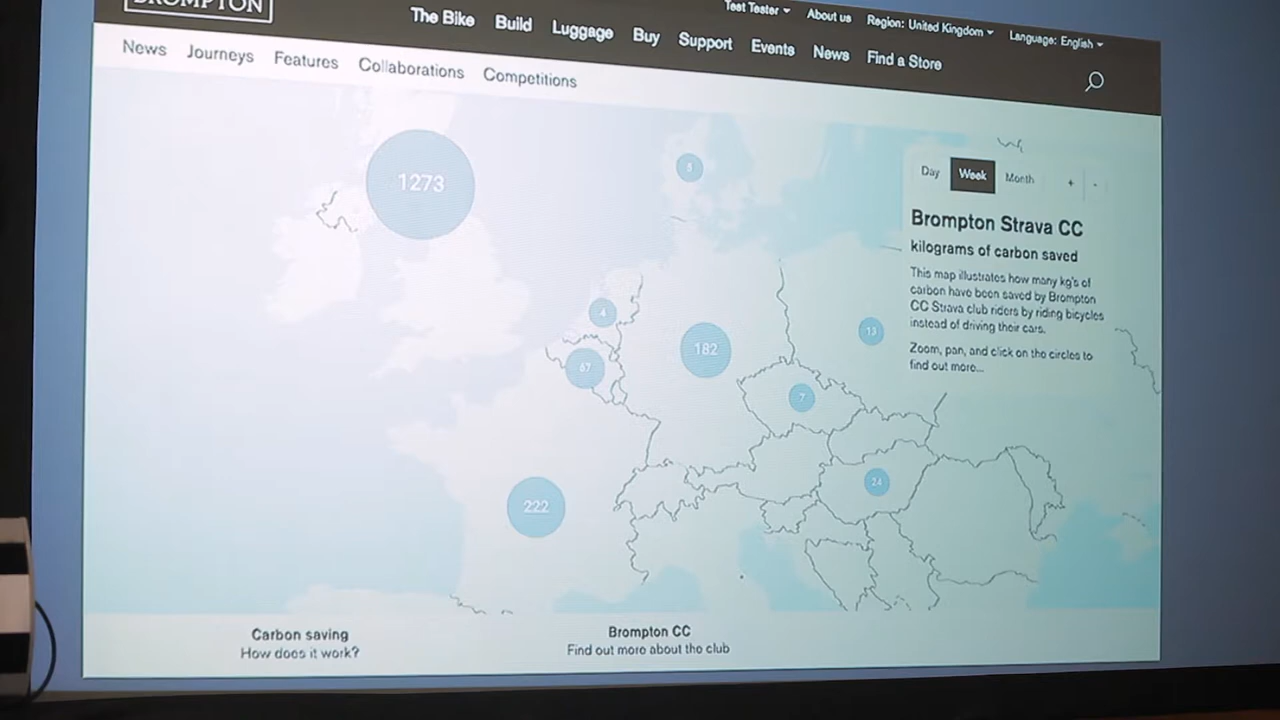 BROMPTON
The Bike Build Luggage Buy Support Events News Find a Store
Test Tester About us Region: United Kingdom Language: English
News Journeys Features Collaborations Competitions
1273
5
4
67
182
13
7
24
222
Day Week Month + -
Brompton Strava CC
kilograms of carbon saved
This map illustrates how many kg's of
carbon have been saved by Brompton
CC Strava club riders by riding bicycles
instead of driving their cars.
Zoom, pan, and click on the circles to
find out more...
Carbon saving
How does it work?
Brompton CC
Find out more about the club